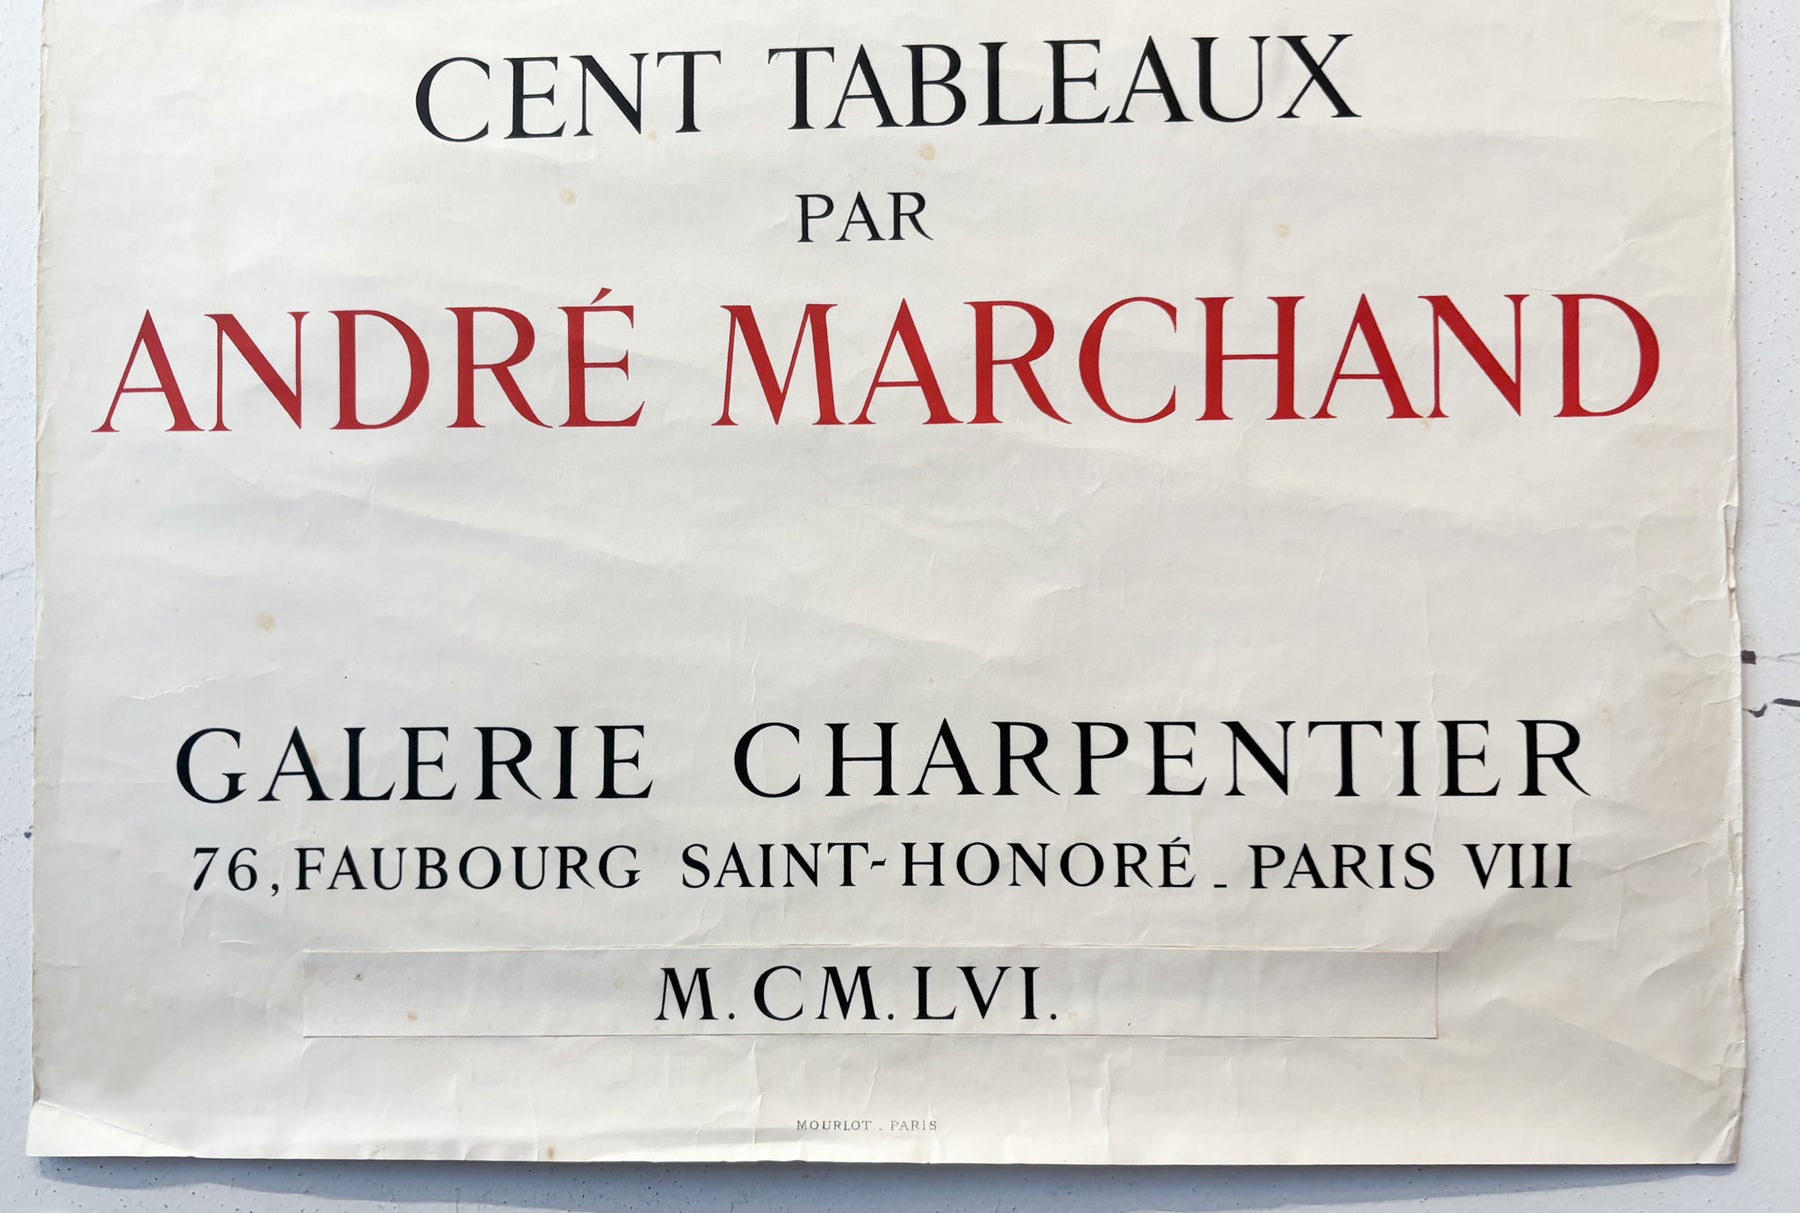 CENT TABLEAUX
PAR
ANDRÉ MARCHAND
GALERIE CHARPENTIER
76, FAUBOURG SAINT-HONORÉ - PARIS VIII
M.CM.LVI.
MOURLOT - PARIS